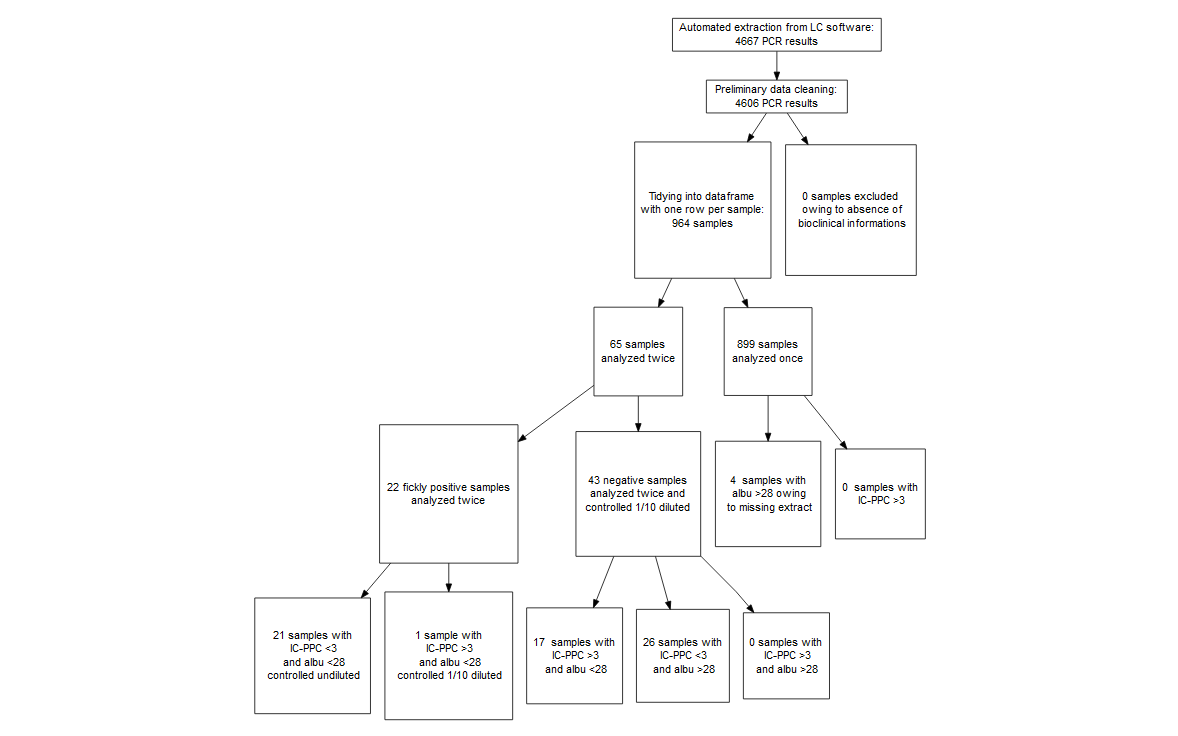 Automated extraction from LC software:
4667 PCR results
Preliminary data cleaning:
4606 PCR results
Tidying into dataframe
with one row per sample:
964 samples
0 samples excluded
owing to absence of
bioclinical informations
65 samples
analyzed twice
899 samples
analyzed once
22 fickly positive samples
analyzed twice
43 negative samples
analyzed twice and
controlled 1/10 diluted
4  samples with
albu >28 owing
to missing extract
0  samples with
IC-PPC >3
21 samples with
IC-PPC <3
and albu <28
controlled undiluted
1 sample with
IC-PPC >3
and albu <28
controlled 1/10 diluted
17  samples with
IC-PPC >3
and albu <28
26 samples with
IC-PPC <3
and albu >28
0 samples with
IC-PPC >3
and albu >28